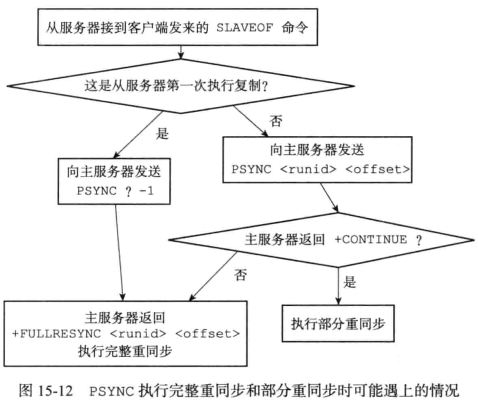 从服务器接到客户端发来的 SLAVEOF 命令
这是从服务器第一次执行复制?
是
否
向主服务器发送
PSYNC ? -1
向主服务器发送
PSYNC <runid> <offset>
主服务器返回 +CONTINUE ?
否
是
主服务器返回
+FULLRESYNC <runid> <offset>
执行完整重同步
执行部分重同步
图 15-12 PSYNC 执行完整重同步和部分重同步时可能遇上的情况